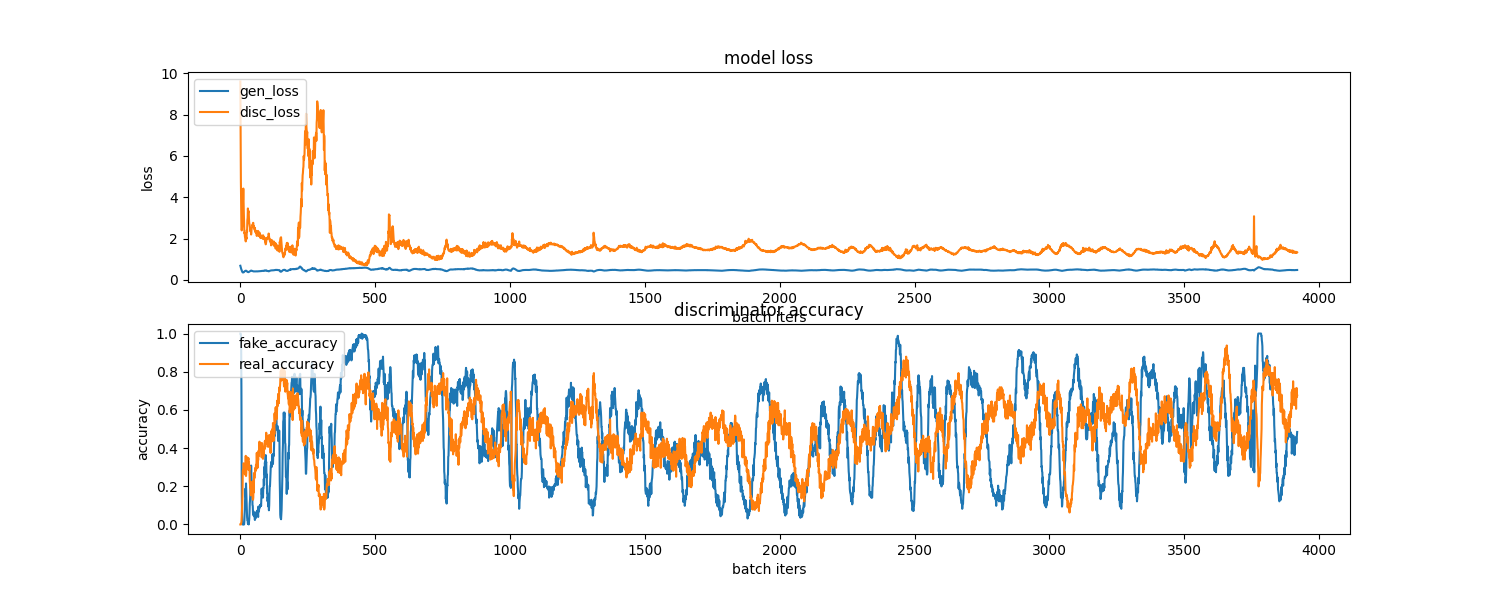 model loss
10
8
6
4
2
0
loss
gen_loss
disc_loss
0 500 1000 1500 2000 2500 3000 3500 4000
batch iters
discriminator accuracy
1.0
0.8
0.6
0.4
0.2
0.0
accuracy
fake_accuracy
real_accuracy
0 500 1000 1500 2000 2500 3000 3500 4000
batch iters